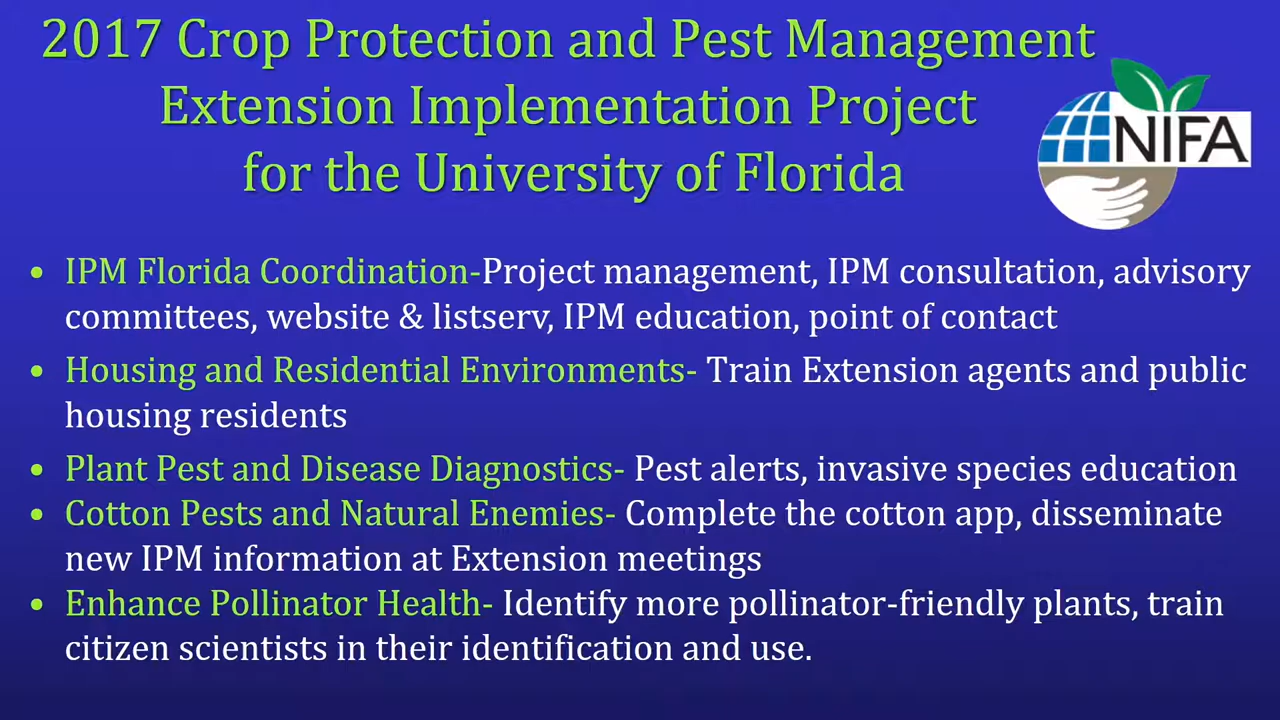 2017 Crop Protection and Pest Management
Extension Implementation Project
for the University of Florida
NIFA
• IPM Florida Coordination-Project management, IPM consultation, advisory
committees, website & listserv, IPM education, point of contact
• Housing and Residential Environments- Train Extension agents and public
housing residents
• Plant Pest and Disease Diagnostics- Pest alerts, invasive species education
• Cotton Pests and Natural Enemies- Complete the cotton app, disseminate
new IPM information at Extension meetings
• Enhance Pollinator Health- Identify more pollinator-friendly plants, train
citizen scientists in their identification and use.